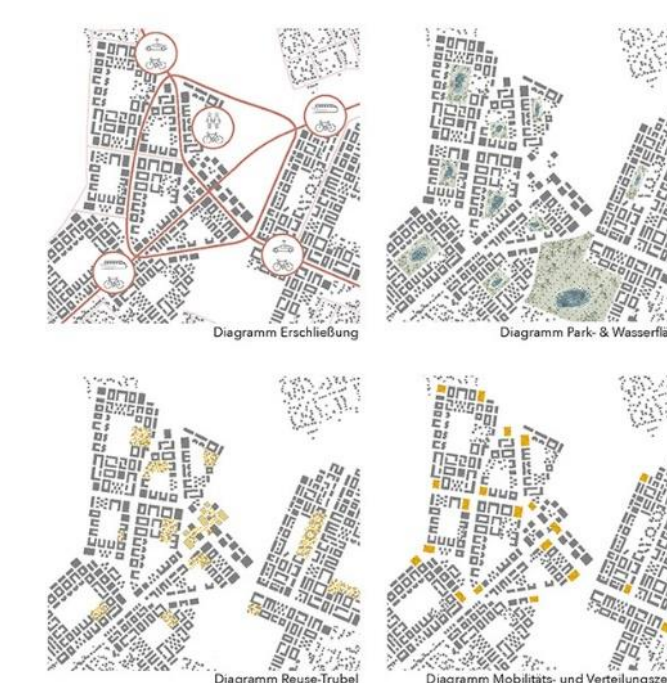 Diagramm Erschließung
Diagramm Park- & Wasserflä
Diagramm Reuse-Trubel
Diagramm Mobilitäts- und Verteilungsze